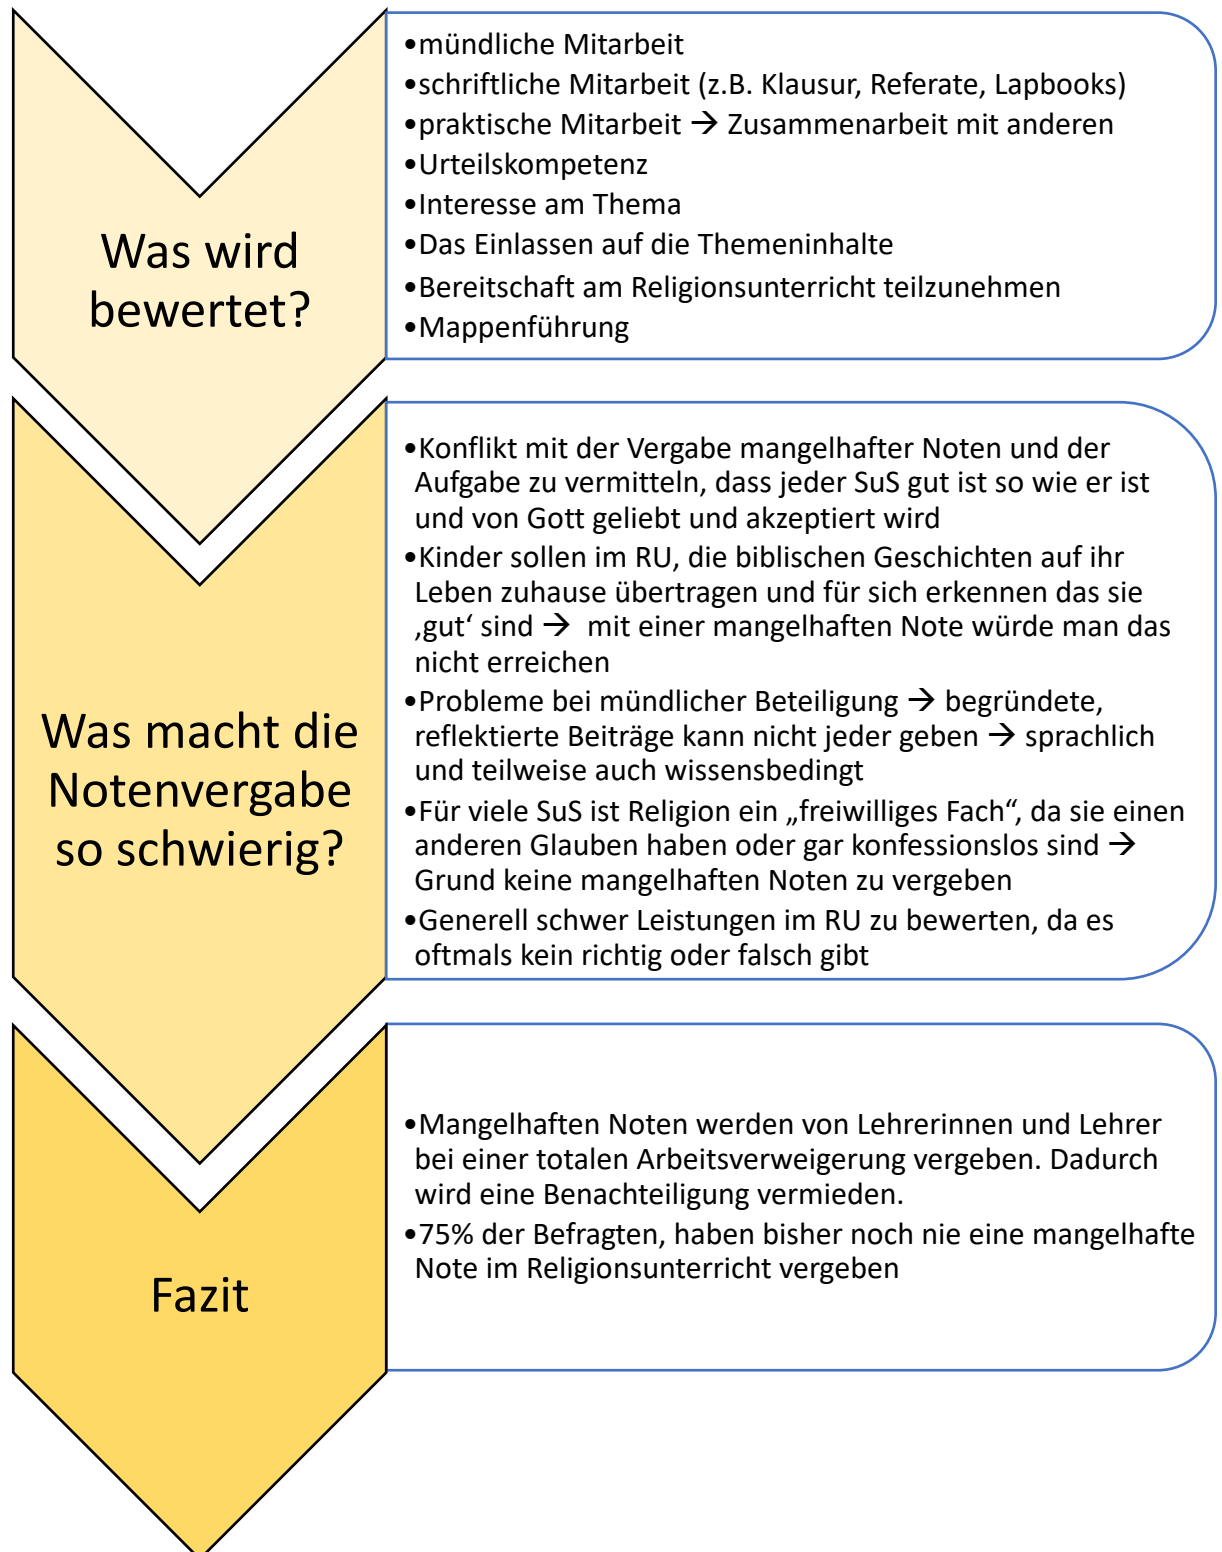 Was wird
bewertet?
•mündliche Mitarbeit
•schriftliche Mitarbeit (z.B. Klausur, Referate, Lapbooks)
•praktische Mitarbeit → Zusammenarbeit mit anderen
•Urteilskompetenz
•Interesse am Thema
•Das Einlassen auf die Themeninhalte
•Bereitschaft am Religionsunterricht teilzunehmen
•Mappenführung
Was macht die
Notenvergabe
so schwierig?
•Konflikt mit der Vergabe mangelhafter Noten und der
Aufgabe zu vermitteln, dass jeder SuS gut ist so wie er ist
und von Gott geliebt und akzeptiert wird
•Kinder sollen im RU, die biblischen Geschichten auf ihr
Leben zuhause übertragen und für sich erkennen das sie
‚gut‘ sind → mit einer mangelhaften Note würde man das
nicht erreichen
•Probleme bei mündlicher Beteiligung → begründete,
reflektierte Beiträge kann nicht jeder geben → sprachlich
und teilweise auch wissensbedingt
•Für viele SuS ist Religion ein „freiwilliges Fach“, da sie einen
anderen Glauben haben oder gar konfessionslos sind →
Grund keine mangelhaften Noten zu vergeben
•Generell schwer Leistungen im RU zu bewerten, da es
oftmals kein richtig oder falsch gibt
Fazit
•Mangelhaften Noten werden von Lehrerinnen und Lehrer
bei einer totalen Arbeitsverweigerung vergeben. Dadurch
wird eine Benachteiligung vermieden.
•75% der Befragten, haben bisher noch nie eine mangelhafte
Note im Religionsunterricht vergeben